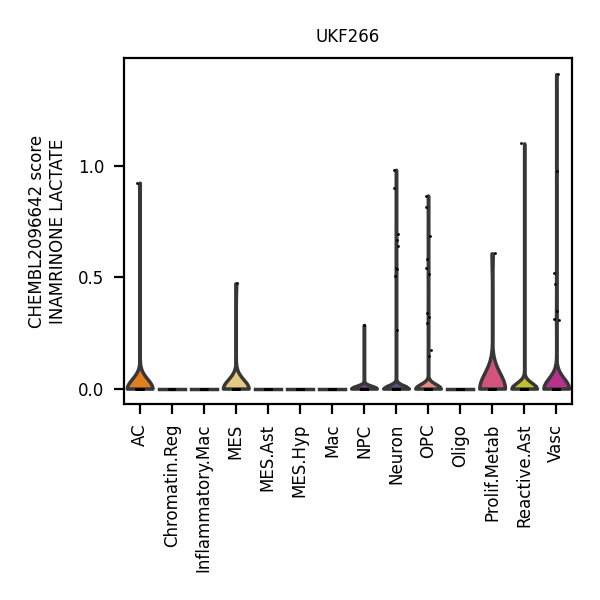 UKF266
CHEMBL2096642 score
INAMRINONE LACTATE
1.0
0.5
0.0
AC
Chromatin.Reg
Inflammatory.Mac
MES
MES.Ast
MES.Hyp
Mac
NPC
Neuron
OPC
Oligo
Prolif.Metab
Reactive.Ast
Vasc